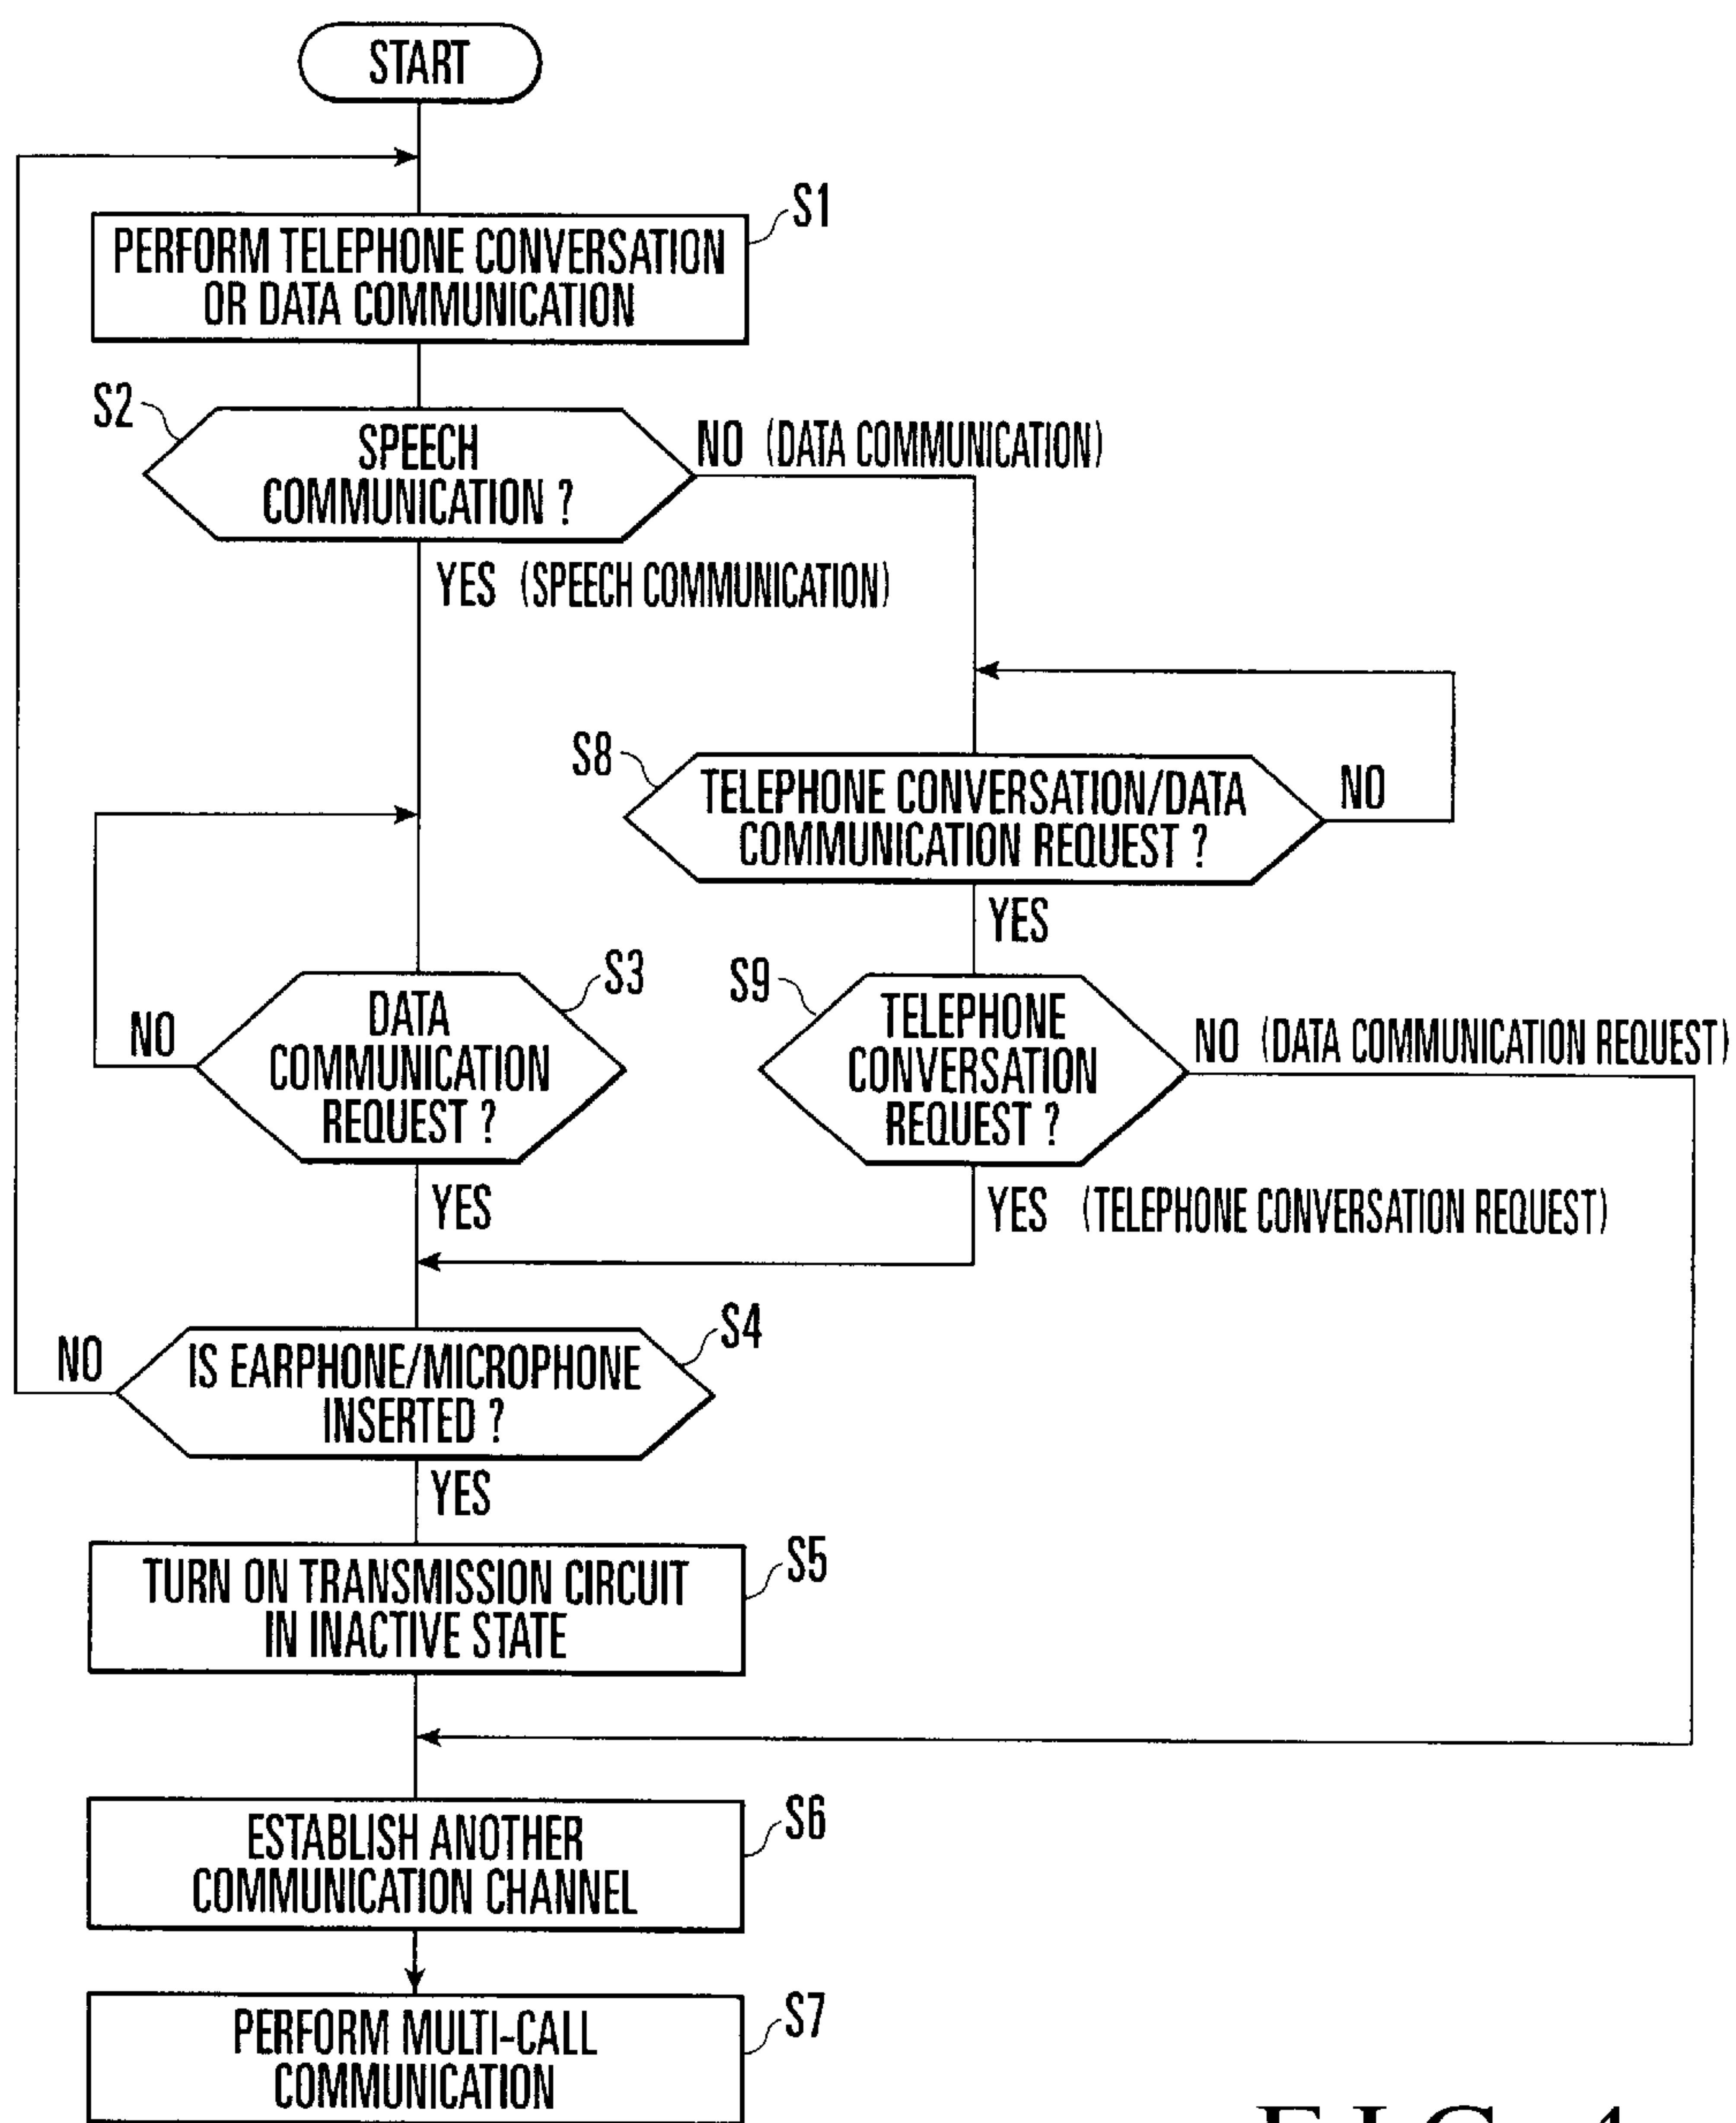 START
S1
PERFORM TELEPHONE CONVERSATION
OR DATA COMMUNICATION
S2
SPEECH
COMMUNICATION ?
NO (DATA COMMUNICATION)
YES (SPEECH COMMUNICATION)
S8
TELEPHONE CONVERSATION/DATA
COMMUNICATION REQUEST ?
NO
YES
S3
DATA
COMMUNICATION
REQUEST ?
NO
S9
TELEPHONE
CONVERSATION
REQUEST ?
NO (DATA COMMUNICATION REQUEST)
YES
YES (TELEPHONE CONVERSATION REQUEST)
S4
NO
IS EARPHONE/MICROPHONE
INSERTED ?
YES
S5
TURN ON TRANSMISSION CIRCUIT
IN INACTIVE STATE
S6
ESTABLISH ANOTHER
COMMUNICATION CHANNEL
S7
PERFORM MULTI-CALL
COMMUNICATION